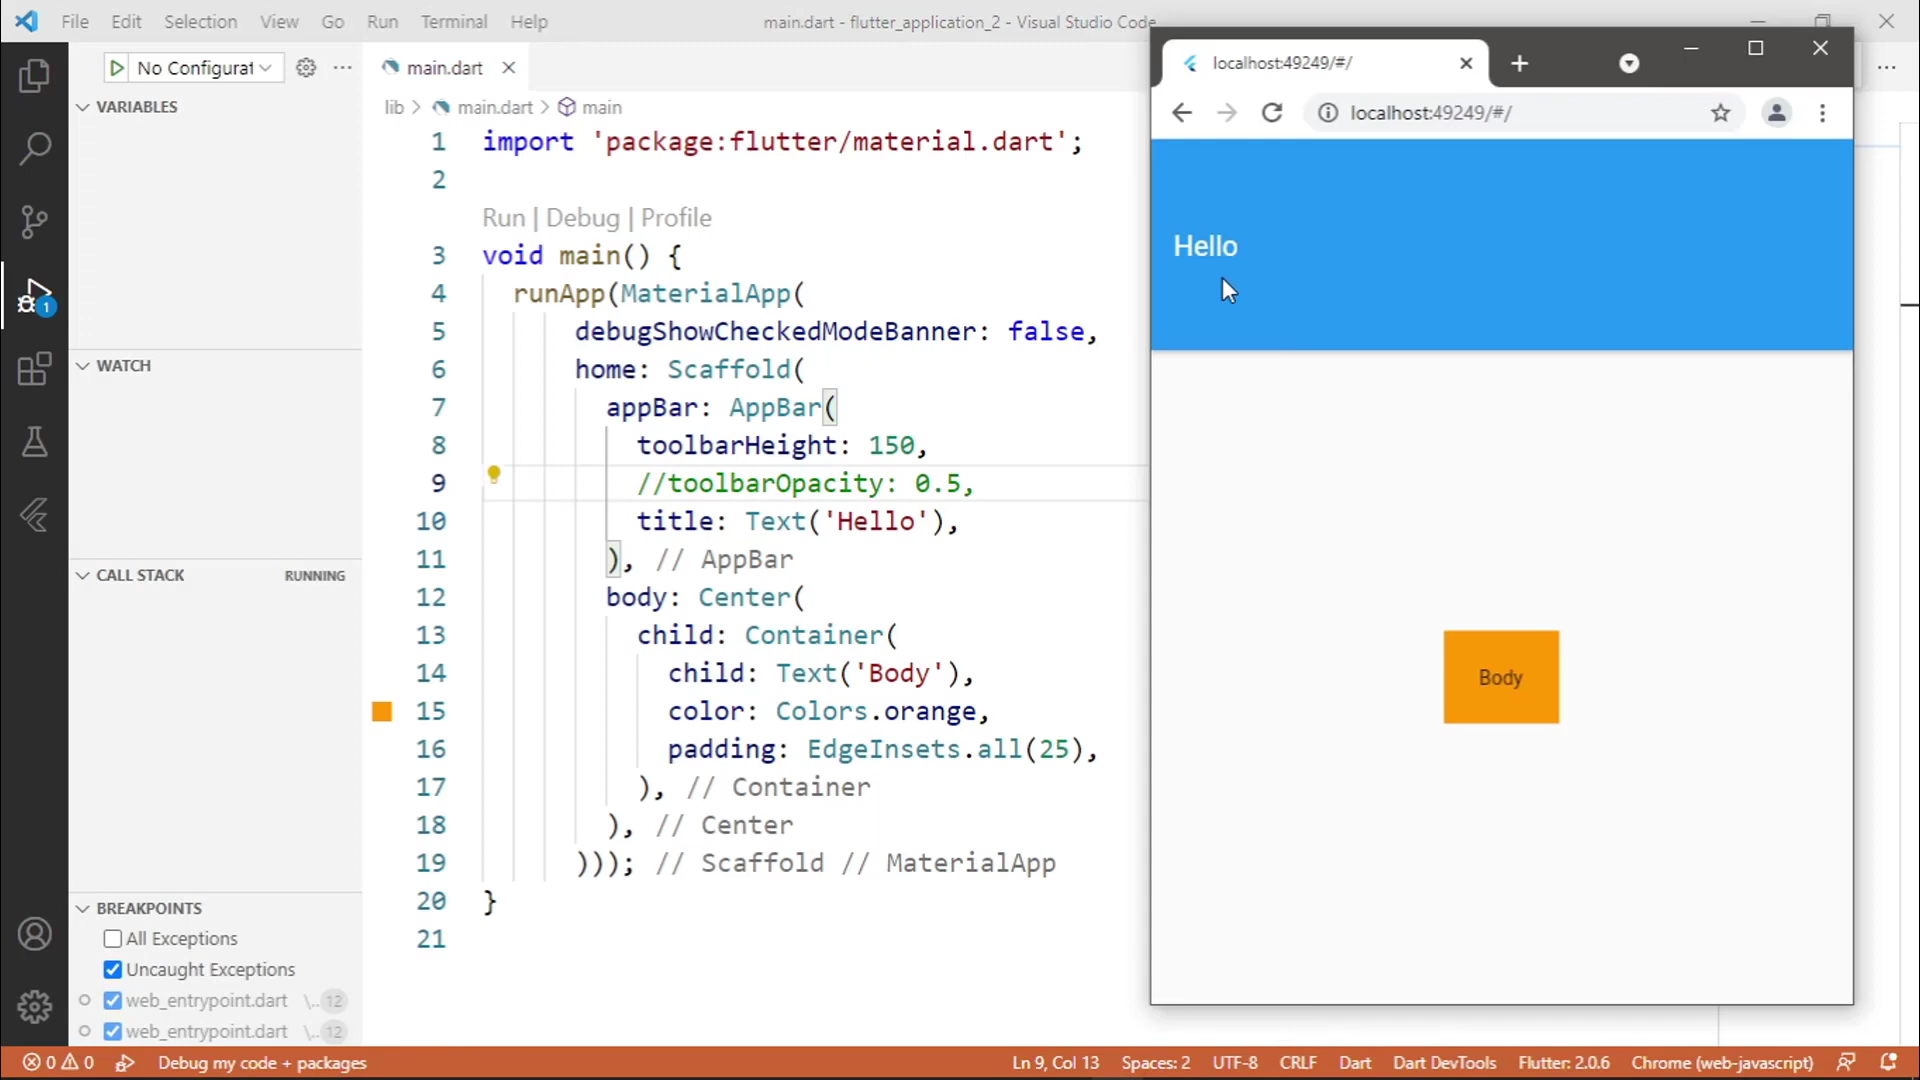 File Edit Selection View Go Run Terminal Help
main.dart - flutter_application_2 - Visual Studio Code
No Configurat
main.dart
VARIABLES
lib > main.dart > main
1 import 'package:flutter/material.dart';
2
Run | Debug | Profile
3 void main() {
4 runApp(MaterialApp(
5 debugShowCheckedModeBanner: false,
6 home: Scaffold(
7 appBar: AppBar(
8 toolbarHeight: 150,
9 //toolbarOpacity: 0.5,
10 title: Text('Hello'),
11 ), // AppBar
12 body: Center(
13 child: Container(
14 child: Text('Body'),
15 color: Colors.orange,
16 padding: EdgeInsets.all(25),
17 ), // Container
18 ), // Center
19 ))); // Scaffold // MaterialApp
20 }
21
WATCH
CALL STACK RUNNING
BREAKPOINTS
All Exceptions
Uncaught Exceptions
web_entrypoint.dart \.. 12
web_entrypoint.dart \.. 12
1
localhost:49249/#/
localhost:49249/#/
Hello
Body
0 0 Debug my code + packages
Ln 9, Col 13 Spaces: 2 UTF-8 CRLF Dart Dart DevTools Flutter: 2.0.6 Chrome (web-javascript)